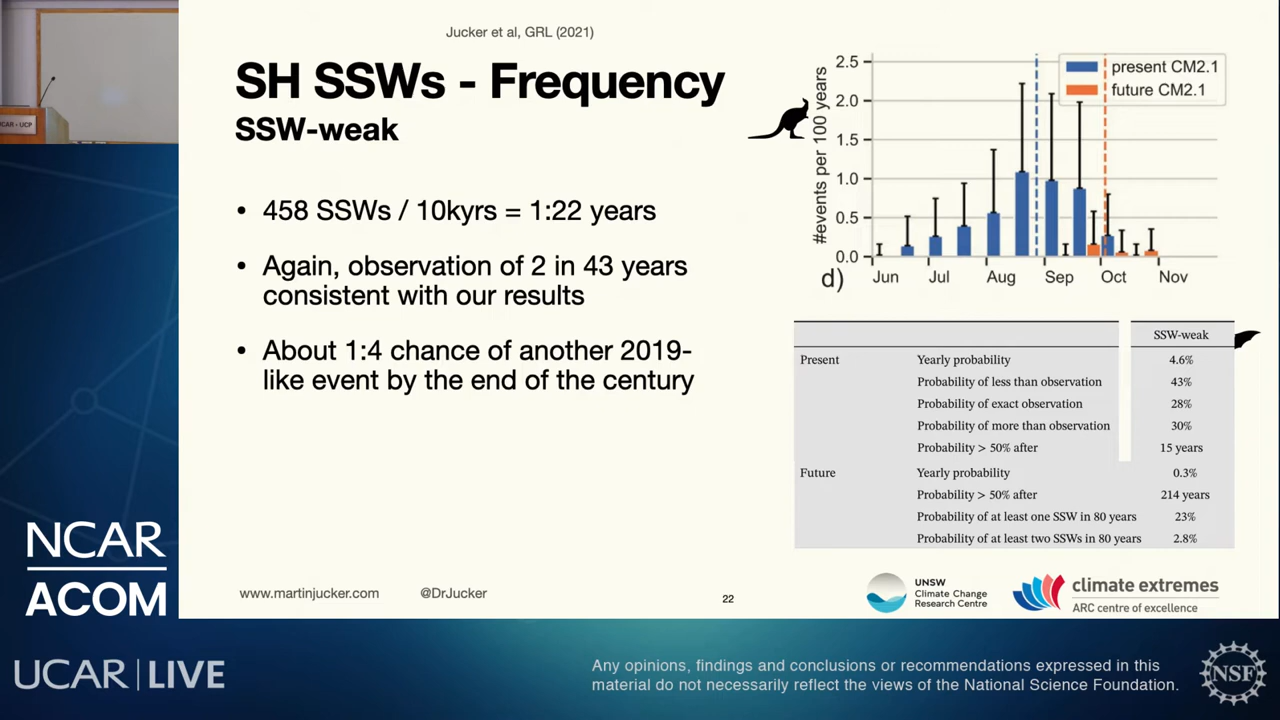 Jucker et al, GRL (2021)
SH SSWs - Frequency
SSW-weak
• 458 SSWs / 10kyrs = 1:22 years
• Again, observation of 2 in 43 years
consistent with our results
• About 1:4 chance of another 2019-
like event by the end of the century
present CM2.1
future CM2.1
#events per 100 years
2.5
2.0
1.5
1.0
0.5
0.0
Jun Jul Aug Sep Oct Nov
d)
SSW-weak
Present Yearly probability 4.6%
Probability of less than observation 43%
Probability of exact observation 28%
Probability of more than observation 30%
Probability > 50% after 15 years
Future Yearly probability 0.3%
Probability > 50% after 214 years
Probability of at least one SSW in 80 years 23%
Probability of at least two SSWs in 80 years 2.8%
www.martinjucker.com @DrJucker
22
UNSW
Climate Change
Research Centre
climate extremes
ARC centre of excellence
UCAR - UCP
NCAR
ACOM
UCAR | LIVE
Any opinions, findings and conclusions or recommendations expressed in this
material do not necessarily reflect the views of the National Science Foundation.
NSF